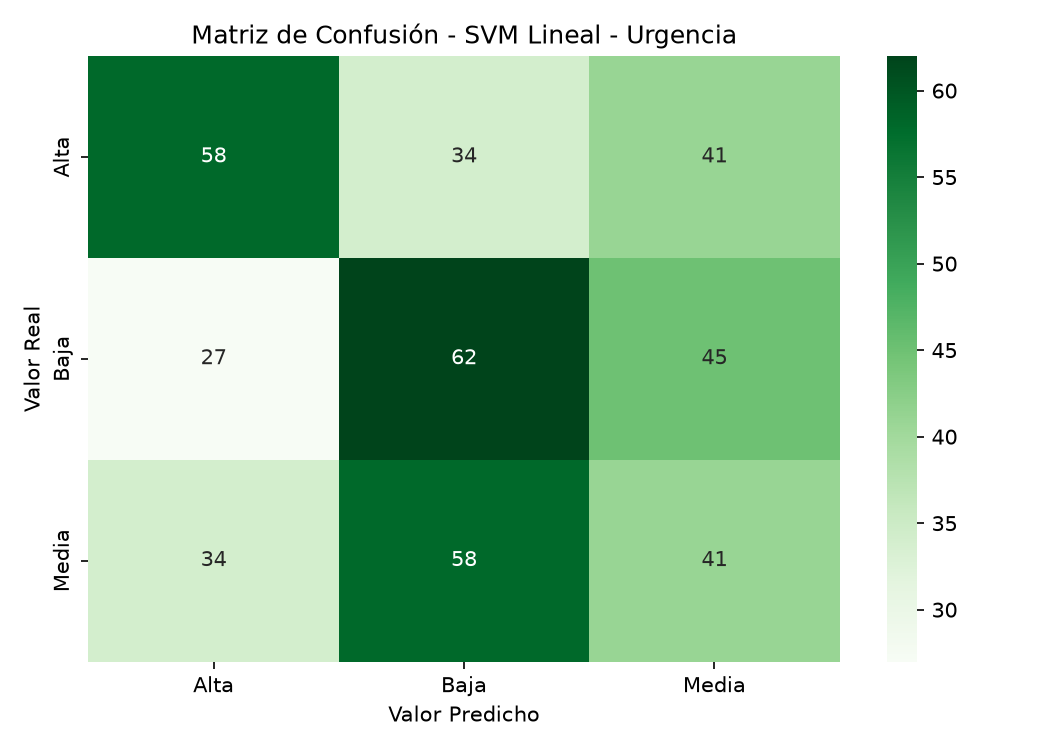 Matriz de Confusión - SVM Lineal - Urgencia
Valor Real
Alta
58 34 41
Baja
27 62 45
Media
34 58 41
Alta Baja Media
Valor Predicho
60
55
50
45
40
35
30